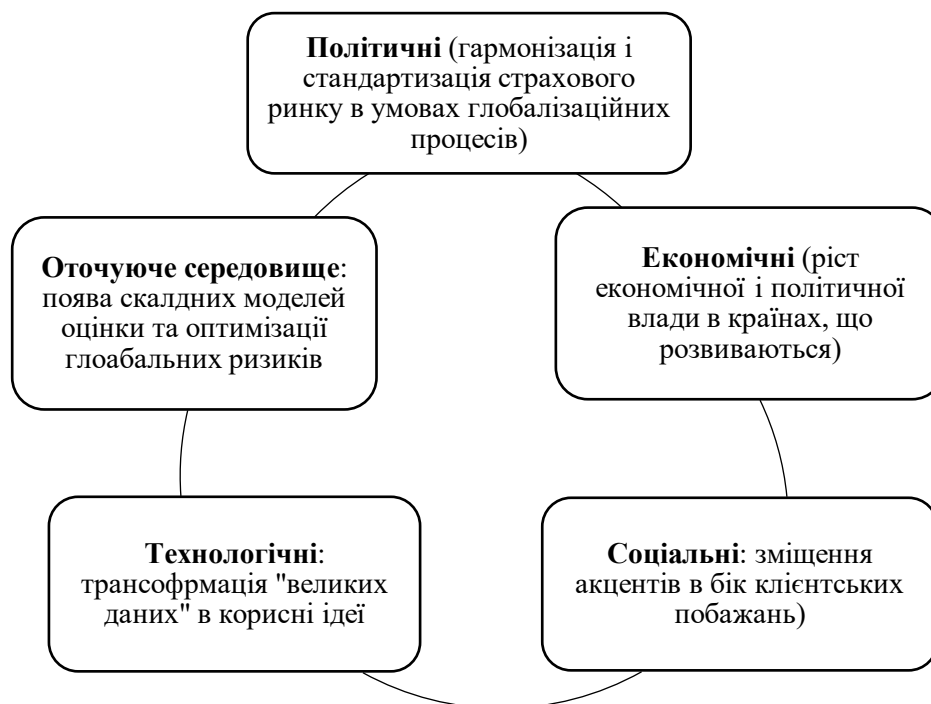 Політичні (гармонізація і
стандартизація страхового
ринку в умовах глобалізаційних
процесів)
Економічні (ріст
економічної і політичної
влади в країнах, що
розвиваються)
Соціальні: зміщення
акцентів в бік клієнтських
побажань)
Технологічні:
трансофрмація "великих
даних" в корисні ідеї
Оточуюче середовище:
поява скалдних моделей
оцінки та оптимізації
глоабальних ризиків